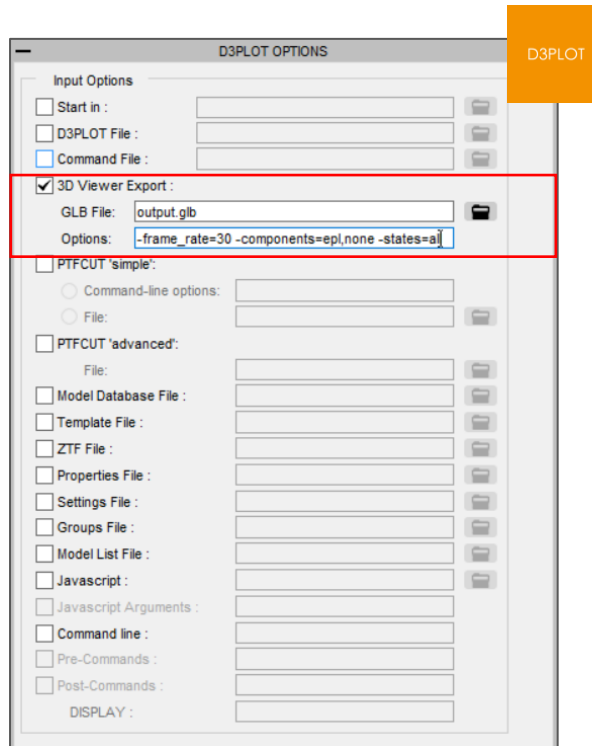 D3PLOT
D3PLOT OPTIONS
Input Options
Start in :
D3PLOT File :
Command File :
3D Viewer Export :
GLB File: output.glb
Options: -frame_rate=30 -components=epl,none -states=al
PTFCUT 'simple':
Command-line options:
File:
PTFCUT 'advanced':
File:
Model Database File :
Template File :
ZTF File :
Properties File :
Settings File :
Groups File :
Model List File :
Javascript :
Javascript Arguments :
Command line :
Pre-Commands :
Post-Commands :
DISPLAY :